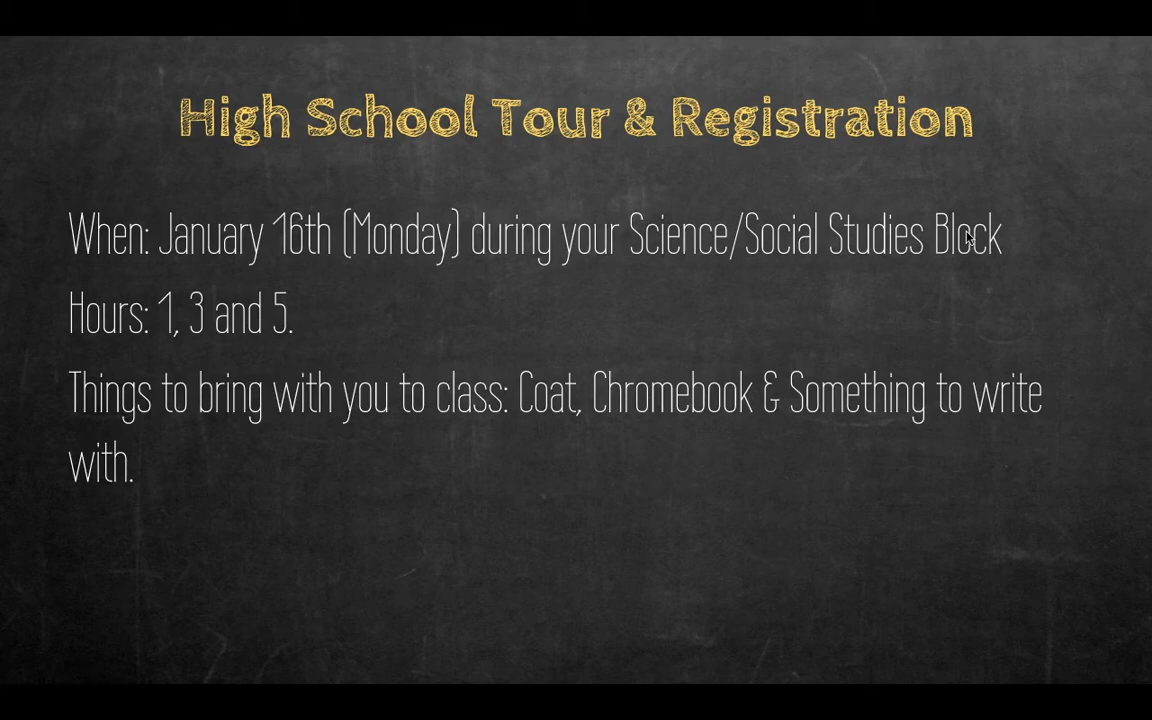 High School Tour & Registration
When: January 16th (Monday) during your Science/Social Studies Block
Hours: 1, 3 and 5.
Things to bring with you to class: Coat, Chromebook & Something to write
with.